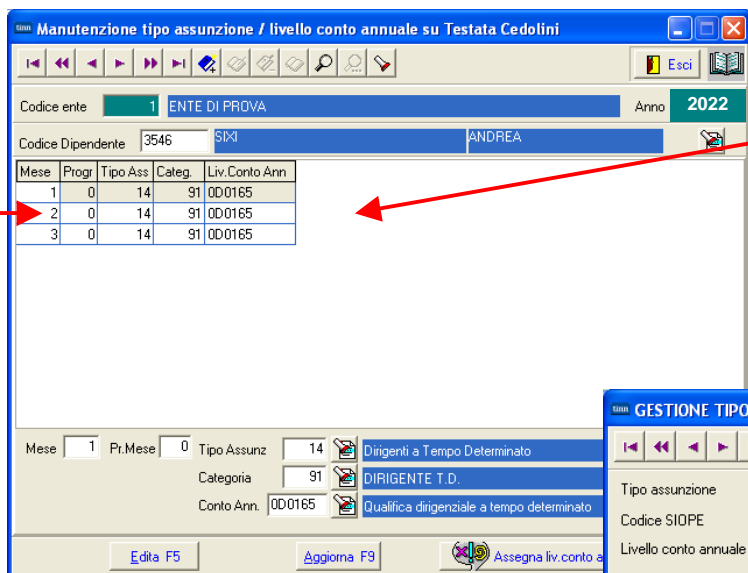 tinn Manutenzione tipo assunzione / livello conto annuale su Testata Cedolini
Esci
Codice ente 1 ENTE DI PROVA Anno 2022
Codice Dipendente 3546 SIXI ANDREA
Mese Progr Tipo Ass Categ. Liv.Conto Ann
1 0 14 91 0D0165
2 0 14 91 0D0165
3 0 14 91 0D0165
Mese 1 Pr.Mese 0 Tipo Assunz 14 Dirigenti a Tempo Determinato
Categoria 91 DIRIGENTE T.D.
Conto Ann. 0D0165 Qualifica dirigenziale a tempo determinato
Edita F5 Aggiorna F9 Assegna liv.conto a
tinn GESTIONE TIPO
Tipo assunzione
Codice SIOPE
Livello conto annuale